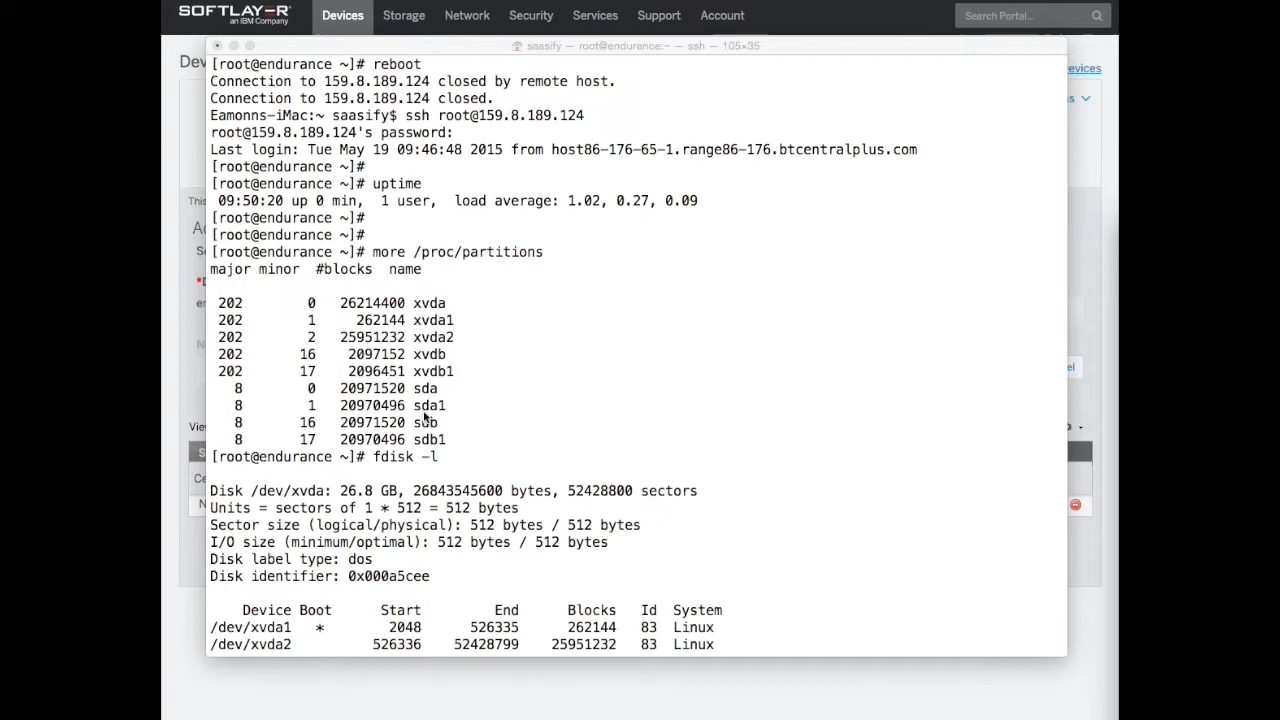 SOFTLAYER
an IBM Company
Devices Storage Network Security Services Support Account
Search Portal...
saasify — root@endurance:~ — ssh — 105×35
[root@endurance ~]# reboot
Connection to 159.8.189.124 closed by remote host.
Connection to 159.8.189.124 closed.
Eamonns-iMac:~ saasify$ ssh root@159.8.189.124
root@159.8.189.124's password:
Last login: Tue May 19 09:46:48 2015 from host86-176-65-1.range86-176.btcentralplus.com
[root@endurance ~]#
[root@endurance ~]# uptime
09:50:20 up 0 min,  1 user,  load average: 1.02, 0.27, 0.09
[root@endurance ~]#
[root@endurance ~]#
[root@endurance ~]# more /proc/partitions
major minor  #blocks  name
202 0 26214400 xvda
202 1 262144 xvda1
202 2 25951232 xvda2
202 16 2097152 xvdb
202 17 2096451 xvdb1
8 0 20971520 sda
8 1 20970496 sda1
8 16 20971520 sdb
8 17 20970496 sdb1
[root@endurance ~]# fdisk -l
Disk /dev/xvda: 26.8 GB, 26843545600 bytes, 52428800 sectors
Units = sectors of 1 * 512 = 512 bytes
Sector size (logical/physical): 512 bytes / 512 bytes
I/O size (minimum/optimal): 512 bytes / 512 bytes
Disk label type: dos
Disk identifier: 0x000a5cee
Device Boot Start End Blocks Id System
/dev/xvda1 * 2048 526335 262144 83 Linux
/dev/xvda2 526336 52428799 25951232 83 Linux